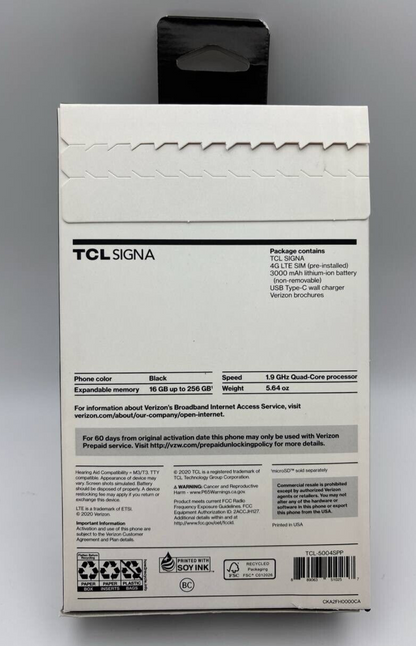 TCL SIGNA
Package contains
TCL SIGNA
4G LTE SIM (pre-installed)
3000 mAh lithium-ion battery
(non-removable)
USB Type-C wall charger
Verizon brochures
Phone color Black
Expandable memory 16 GB up to 256 GB¹
Speed 1.9 GHz Quad-Core processor
Weight 5.64 oz
For information about Verizon's Broadband Internet Access Service, visit
verizon.com/about/our-company/open-internet.
For 60 days from original activation date this phone may only be used with Verizon
Prepaid service. Visit http://vzw.com/prepaidunlockingpolicy for more details.
Hearing Aid Compatibility – M3/T3. TTY
compatible. Appearance of device may
vary. Screen shots simulated. Battery
should be disposed of properly. A device
restocking fee may apply if you return or
exchange this item.
LTE is a trademark of ETSI.
© 2020 Verizon.
Important Information
Activation and use of this phone are
subject to the Verizon Customer
Agreement and Plan details.
© 2020 TCL is a registered trademark of
TCL Technology Group Corporation.
⚠WARNING: Cancer and Reproductive
Harm - www.P65Warnings.ca.gov.
Product meets current FCC Radio
Frequency Exposure Guidelines, FCC
Additional details within and at
http://www.fcc.gov/oet/fccid.
¹microSD™ sold separately
Commercial resale is prohibited
except by authorized Verizon
agents or retailers. You may not
alter any of the hardware or
software in this phone or export
this phone from the USA.
Printed in USA
PAPER BOX
PAPER INSERTS
PLASTIC BAGS
PRINTED WITH
SOY INK
BC
FSC
RECYCLED
Packaging
TCL-5004SPP
CKA2FH0000CA